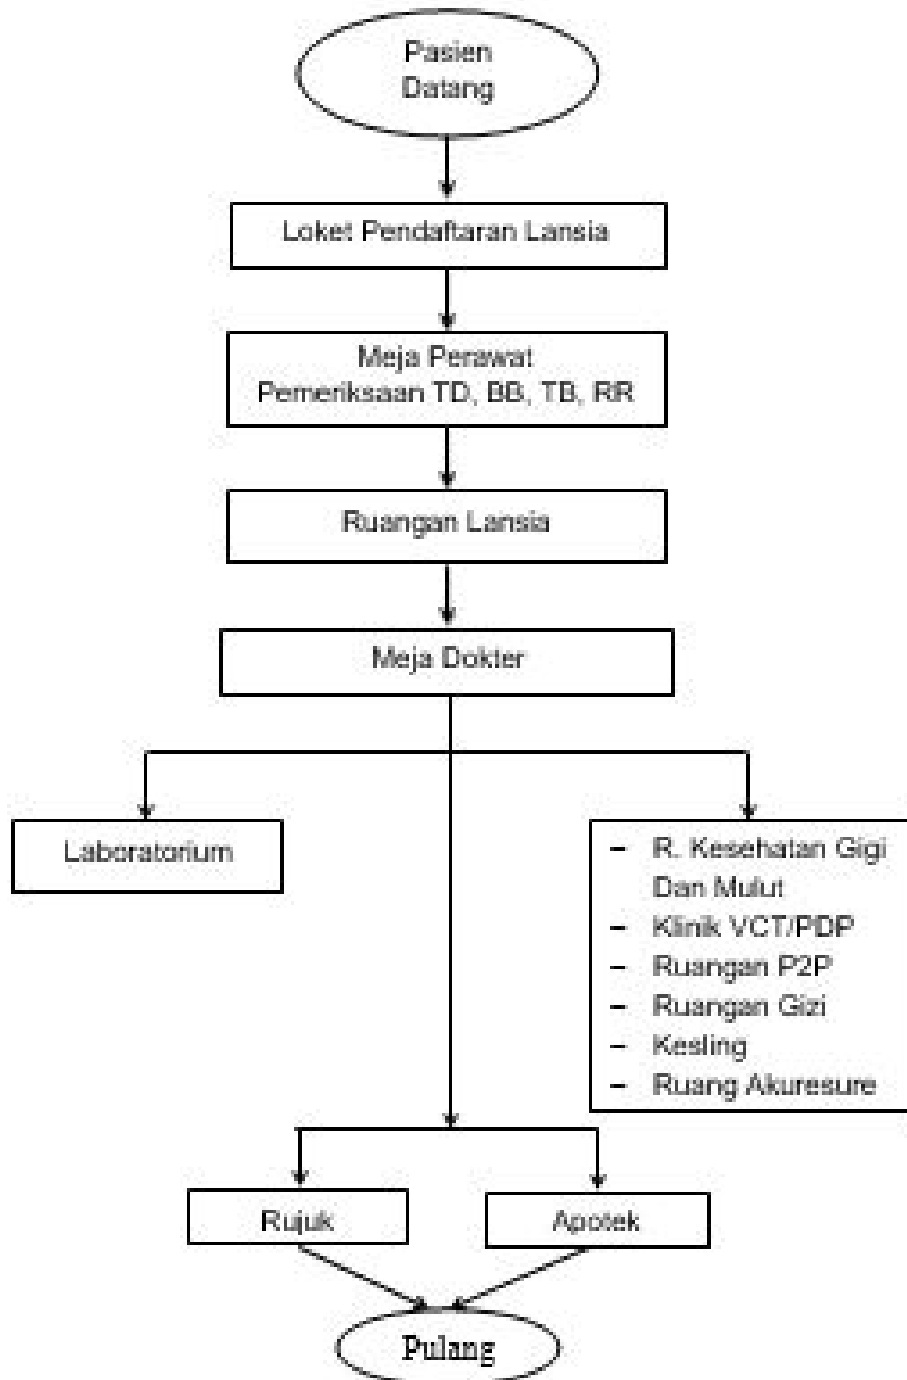 Pasien
Datang
Loket Pendaftaran Lansia
Meja Perawat
Pemeriksaan TD, BB, TB, RR
Ruangan Lansia
Meja Dokter
Laboratorium
- R. Kesehatan Gigi
Dan Mulut
- Klinik VCT/PDP
- Ruangan P2P
- Ruangan Gizi
- Kesling
- Ruang Akuresure
Rujuk
Apotek
Pulang